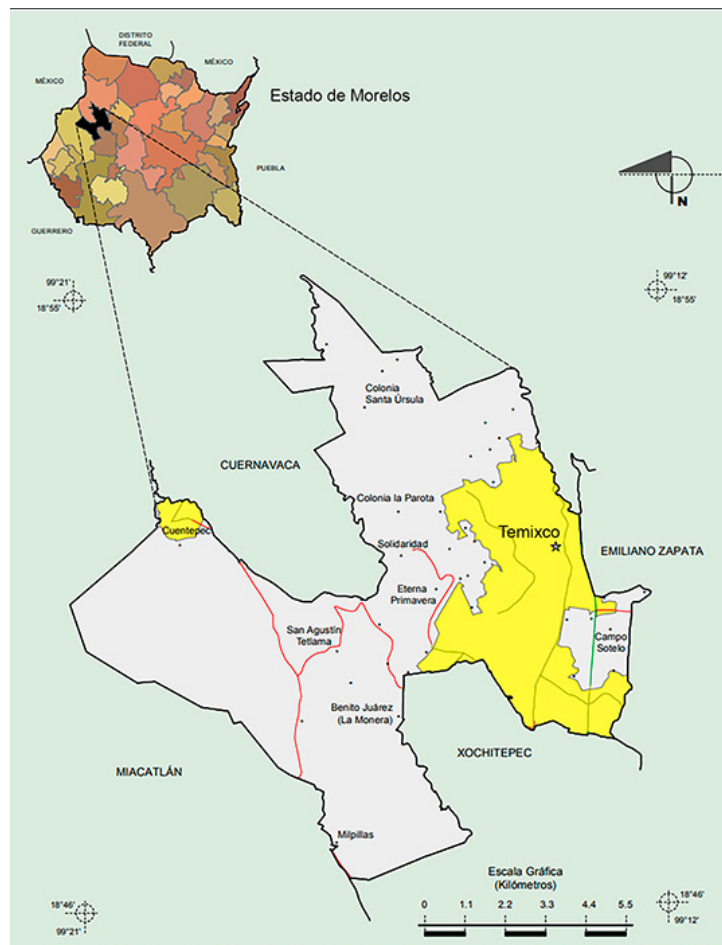 DISTRITO
FEDERAL
MÉXICO
MÉXICO
Estado de Morelos
PUEBLA
GUERRERO
N
99°21'
18°55'
99°12'
18°55'
Colonia
Santa Úrsula
CUERNAVACA
Colonia la Parota
Cuentepec
Temixco
Solidaridad
EMILIANO ZAPATA
Eterna
Primavera
San Agustín
Tetlama
Campo
Sotelo
Benito Juárez
(La Monera)
XOCHITEPEC
MIACATLÁN
Milpillas
Escala Gráfica
(Kilómetros)
0 1.1 2.2 3.3 4.4 5.5
18°46'
99°21'
18°46'
99°12'